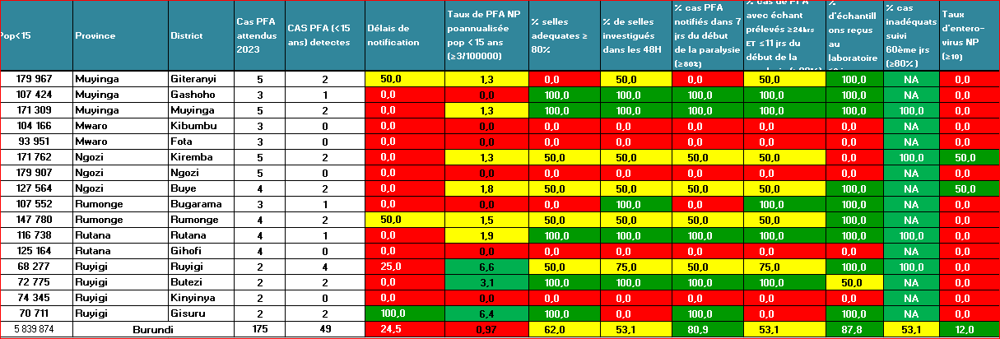 Pop<15
Province
District
Cas PFA
attendus
2023
CAS PFA (<15
ans) detectes
Délais de
notification
Taux de PFA NP
poannualisée
pop < 15 ans
(≥3/100000)
% selles
adequates ≥
80%
% de selles
investigués
dans les 48H
% cas PFA
notifiés dans 7
jrs du début
de la paralysie
(≥80%)
% cas de PFA
avec échant
prélevés ≥24hrs
ET ≤11 jrs du
début de la
%
d'échantill
ons reçus
au
laboratoire
% cas
inadéquats
suivi
60ème jrs
(≥80%)
Taux
d'entero-
virus NP
(≥10)
179 967 Muyinga Giteranyi 5 2 50,0 1,3 0,0 50,0 0,0 50,0 100,0 NA 0,0
107 424 Muyinga Gashoho 3 1 0,0 0,0 100,0 100,0 100,0 100,0 100,0 NA 0,0
171 309 Muyinga Muyinga 5 2 0,0 1,3 100,0 100,0 100,0 100,0 100,0 100,0 0,0
104 166 Mwaro Kibumbu 3 0 0,0 0,0 0,0 0,0 0,0 0,0 0,0 NA 0,0
93 951 Mwaro Fota 3 0 0,0 0,0 0,0 0,0 0,0 0,0 0,0 NA 0,0
171 762 Ngozi Kiremba 5 2 0,0 1,3 50,0 50,0 50,0 50,0 0,0 100,0 50,0
179 907 Ngozi Ngozi 5 0 0,0 0,0 0,0 0,0 0,0 0,0 0,0 NA 0,0
127 564 Ngozi Buye 4 2 0,0 1,8 50,0 50,0 50,0 50,0 100,0 NA 50,0
107 552 Rumonge Bugarama 3 1 0,0 0,0 0,0 100,0 0,0 100,0 100,0 NA 0,0
147 780 Rumonge Rumonge 4 2 50,0 1,5 50,0 50,0 50,0 50,0 100,0 NA 0,0
116 738 Rutana Rutana 4 1 0,0 1,9 100,0 100,0 100,0 100,0 100,0 NA 0,0
125 164 Rutana Gihofi 4 0 0,0 0,0 0,0 0,0 0,0 0,0 0,0 NA 0,0
68 277 Ruyigi Ruyigi 2 4 25,0 6,6 50,0 75,0 50,0 75,0 100,0 100,0 0,0
72 775 Ruyigi Butezi 2 2 0,0 3,1 100,0 100,0 100,0 100,0 50,0 NA 0,0
74 345 Ruyigi Kinyinya 2 0 0,0 0,0 0,0 0,0 0,0 0,0 0,0 NA 0,0
70 711 Ruyigi Gisuru 2 2 100,0 6,4 100,0 0,0 100,0 0,0 100,0 NA 0,0
5 839 874 Burundi 175 49 24,5 0,97 62,0 53,1 80,9 53,1 87,8 53,1 12,0